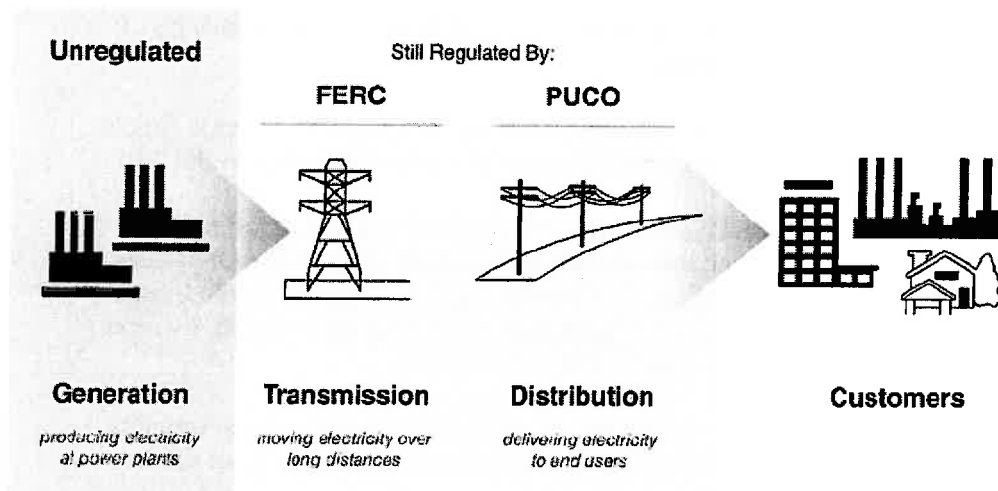 Unregulated
Still Regulated By:
FERC
PUCO
Generation
producing electricity
at power plants
Transmission
moving electricity over
long distances
Distribution
delivering electricity
to end users
Customers